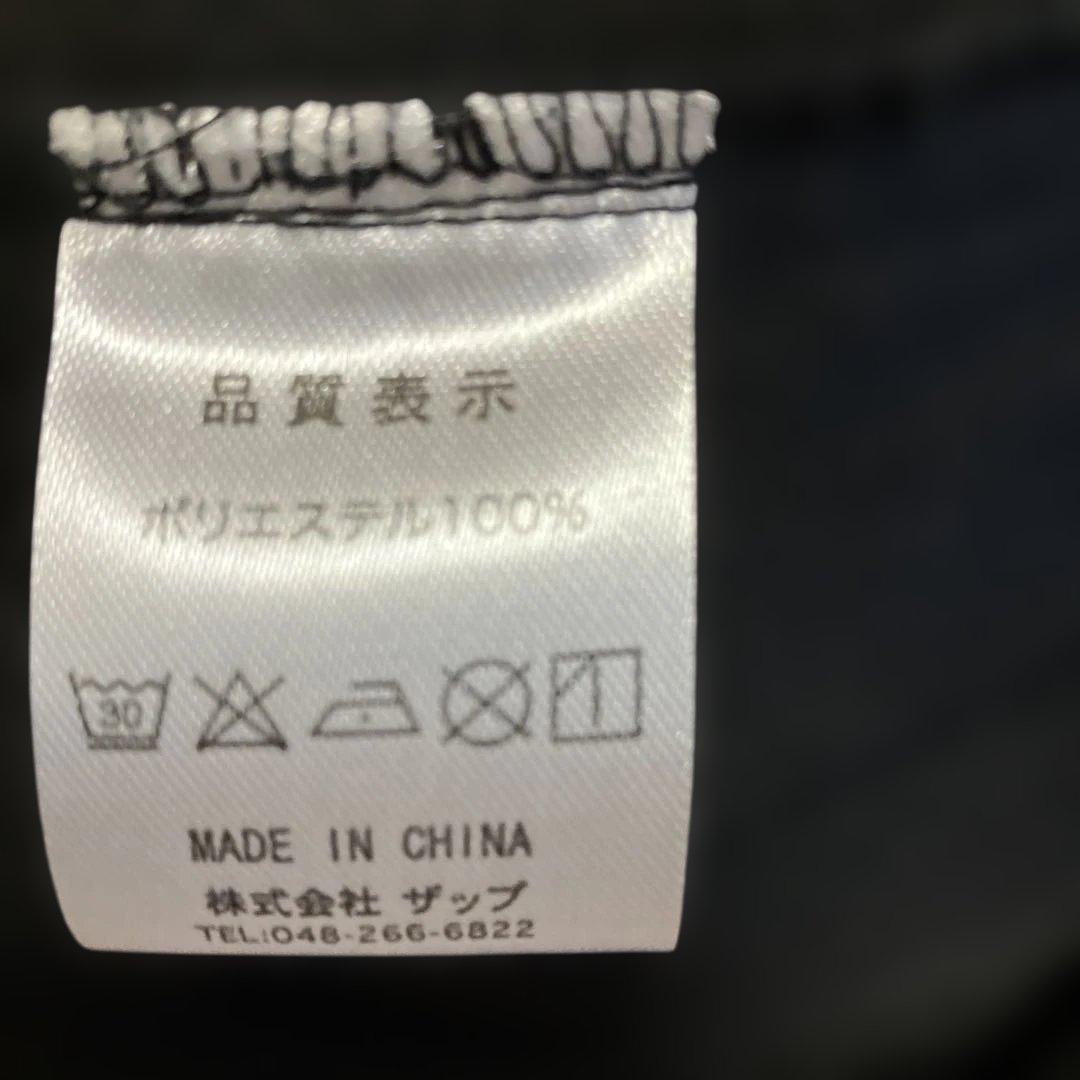 品質表示
ポリエステル100%
30
MADE IN CHINA
株式会社 ザップ
TEL:048-266-6822